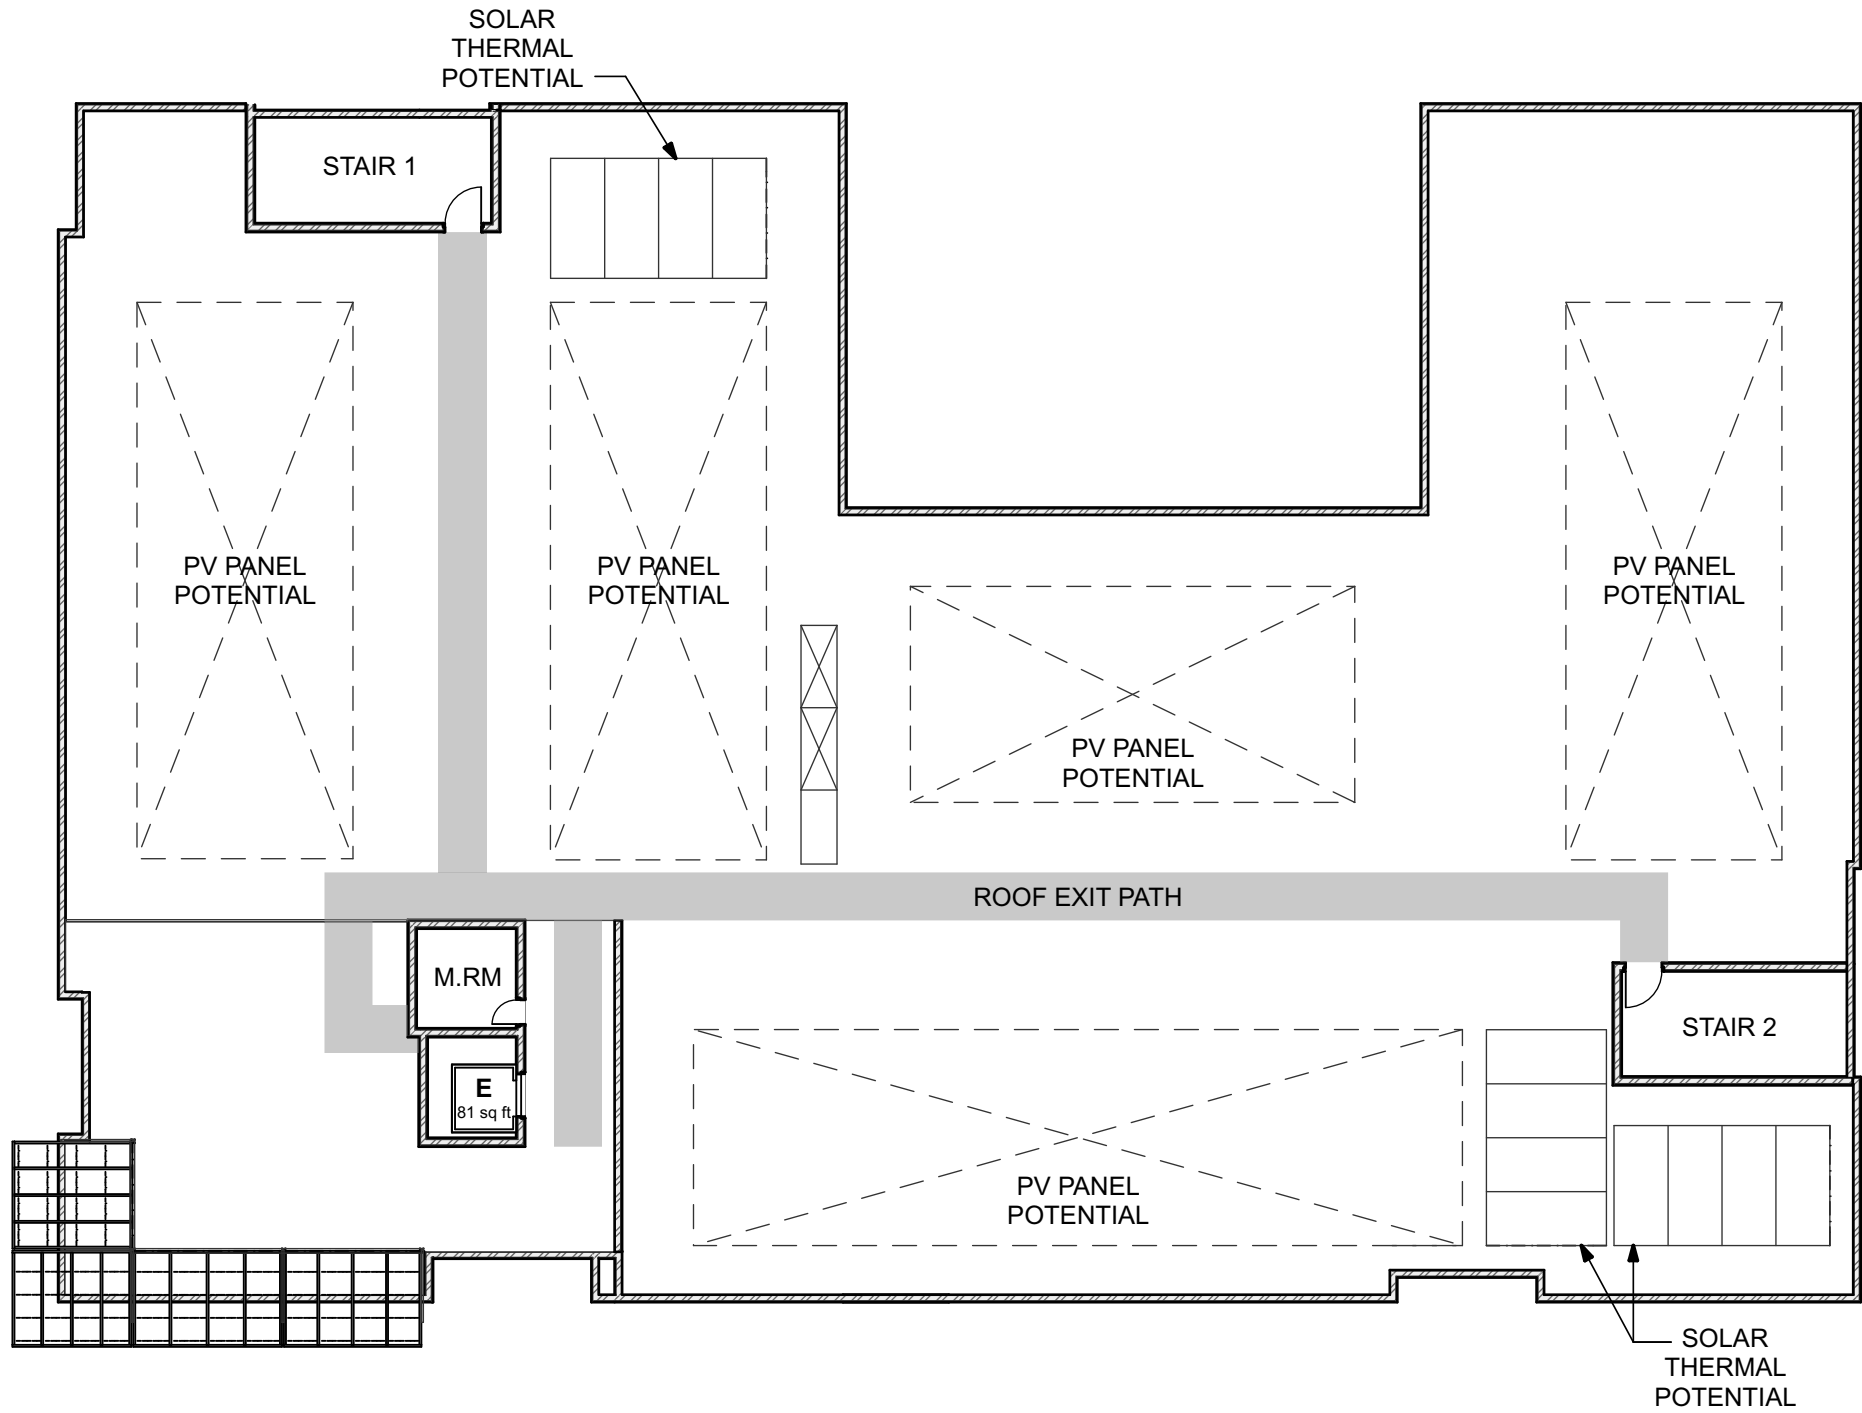 SOLAR
THERMAL
POTENTIAL
STAIR 1
PV PANEL
POTENTIAL
PV PANEL
POTENTIAL
PV PANEL
POTENTIAL
PV PANEL
POTENTIAL
ROOF EXIT PATH
M.RM
STAIR 2
E
81 sq ft
PV PANEL
POTENTIAL
SOLAR
THERMAL
POTENTIAL